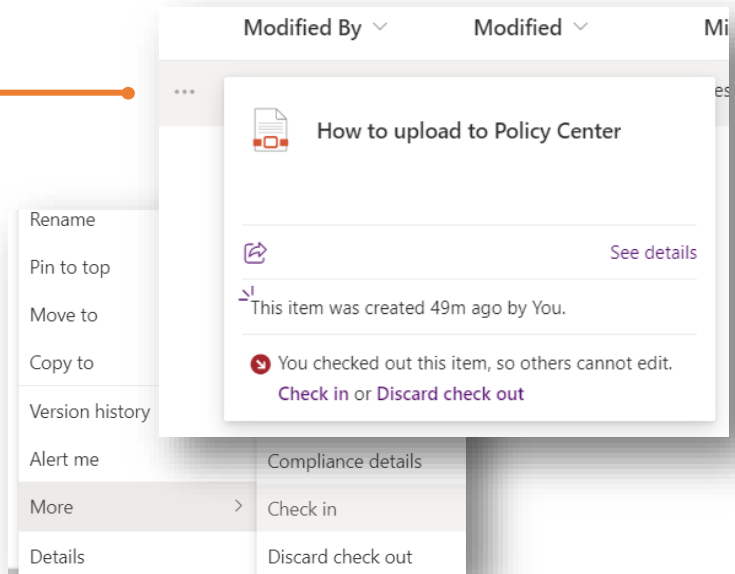 Modified By Modified Mi
...
es
How to upload to Policy Center
See details
This item was created 49m ago by You.
You checked out this item, so others cannot edit.
Check in or Discard check out
Rename
Pin to top
Move to
Copy to
Version history
Alert me
More
Details
Compliance details
Check in
Discard check out